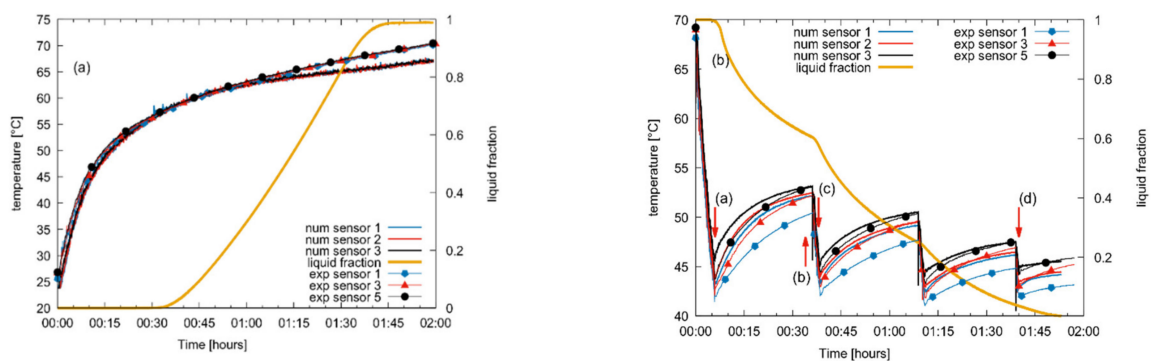 75
70
65
60
55
50
45
40
35
30
25
20
temperature [°C]
(a)
1
0.8
0.6
0.4
0.2
0
liquid fraction
num sensor 1
num sensor 2
num sensor 3
liquid fraction
exp sensor 1
exp sensor 3
exp sensor 5
00:00 00:15 00:30 00:45 01:00 01:15 01:30 01:45 02:00
Time [hours]
70
65
60
55
50
45
40
temperature [°C]
(b)
num sensor 1 exp sensor 1
num sensor 2 exp sensor 3
num sensor 3 exp sensor 5
liquid fraction
(a)
(c)
(d)
(b)
1
0.8
0.6
0.4
0.2
0
liquid fraction
00:00 00:15 00:30 00:45 01:00 01:15 01:30 01:45 02:00
Time [hours]